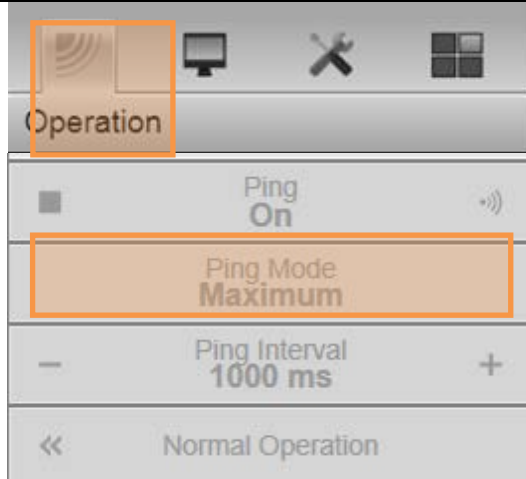 Operation
Ping
On
Ping Mode
Maximum
Ping Interval
1000 ms
Normal Operation